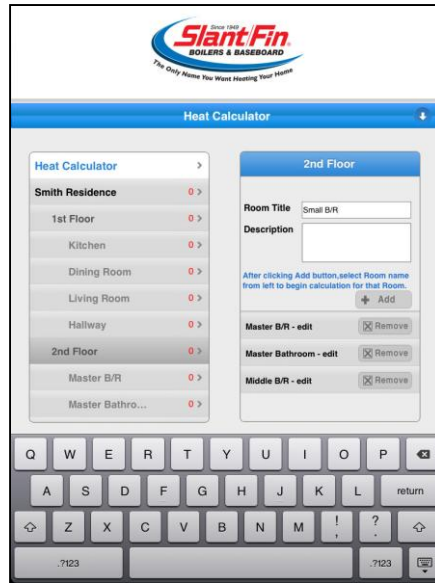 Since 1949
Slant/Fin
BOILERS & BASEBOARD
The Only Name You Want Heating Your Home
Heat Calculator
Heat Calculator >
Smith Residence 0 >
1st Floor 0 >
Kitchen 0 >
Dining Room 0 >
Living Room 0 >
Hallway 0 >
2nd Floor 0 >
Master B/R 0 >
Master Bathro... 0 >
2nd Floor
Room Title Small B/R
Description
After clicking Add button,select Room name
from left to begin calculation for that Room.
+ Add
Master B/R - edit Remove
Master Bathroom - edit Remove
Middle B/R - edit Remove
Q W E R T Y U I O P
A S D F G H J K L return
Z X C V B N M ! , ? .
.?123 .?123